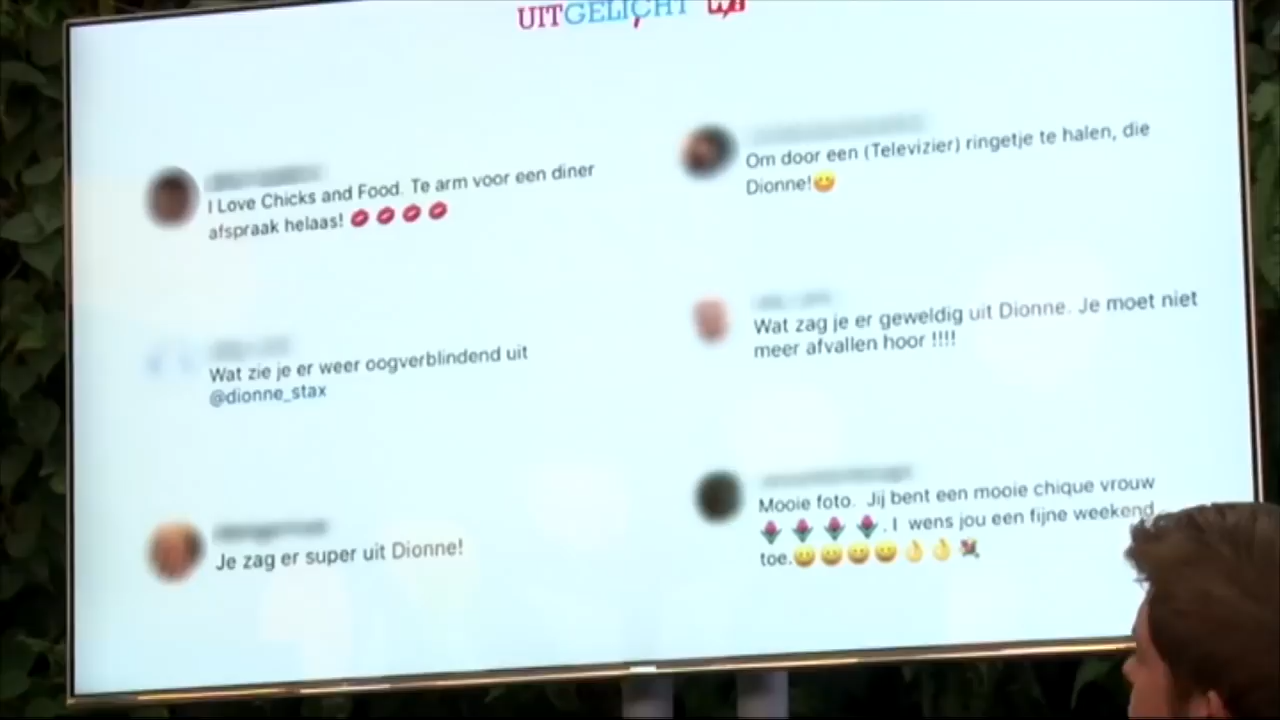 UITGELICHT
I Love Chicks and Food. Te arm voor een diner
afspraak helaas! 💋 💋 💋 💋
Wat zie je er weer oogverblindend uit
@dionne_stax
Je zag er super uit Dionne!
Om door een (Televizier) ringetje te halen, die
Dionne!😀
Wat zag je er geweldig uit Dionne. Je moet niet
meer afvallen hoor !!!!
Mooie foto. Jij bent een mooie chique vrouw
🌷 🌷 🌷 🌷. I wens jou een fijne weekend
toe.😀😀😀😀👌👌💐